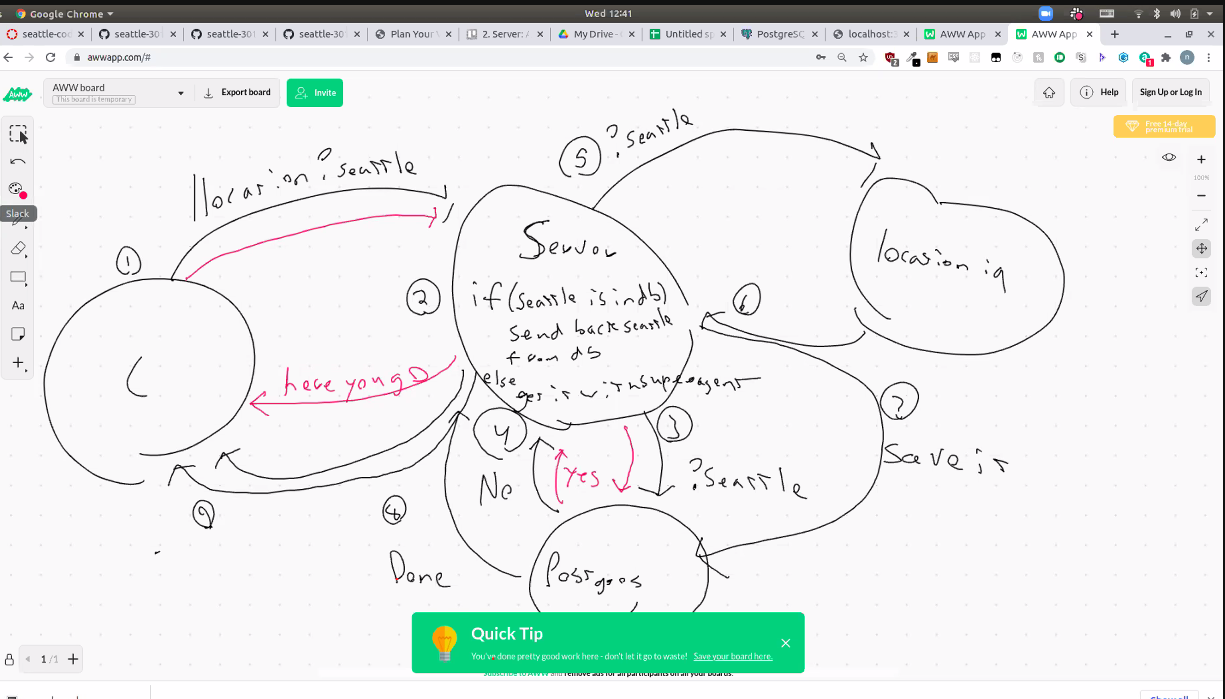 Google Chrome
Wed 12:41
seattle-co
seattle-30
seattle-30
seattle-30
Plan Your
2. Server: A
My Drive - G
Untitled sp
PostgreSQ
localhost:3
AWW App
AWW App
awwapp.com/#
AWW board
This board is temporary
Export board
Invite
Help
Sign Up or Log In
Free 14-day
premium trial
100%
Slack
Aa
/locasion?seattle
5
?seattle
1
Server
locasion iq
2
if (seattle is in db)
send back seattle
from db
6
C
here you go
else
get it with superagent
7
4
3
Save it
No
Yes
?Seattle
9
8
Done
Postgres
Quick Tip
You've done pretty good work here - don't let it go to waste! Save your board here.
Subscribe to AWW and remove ads for all participants on all your boards.
1 /1
Show all